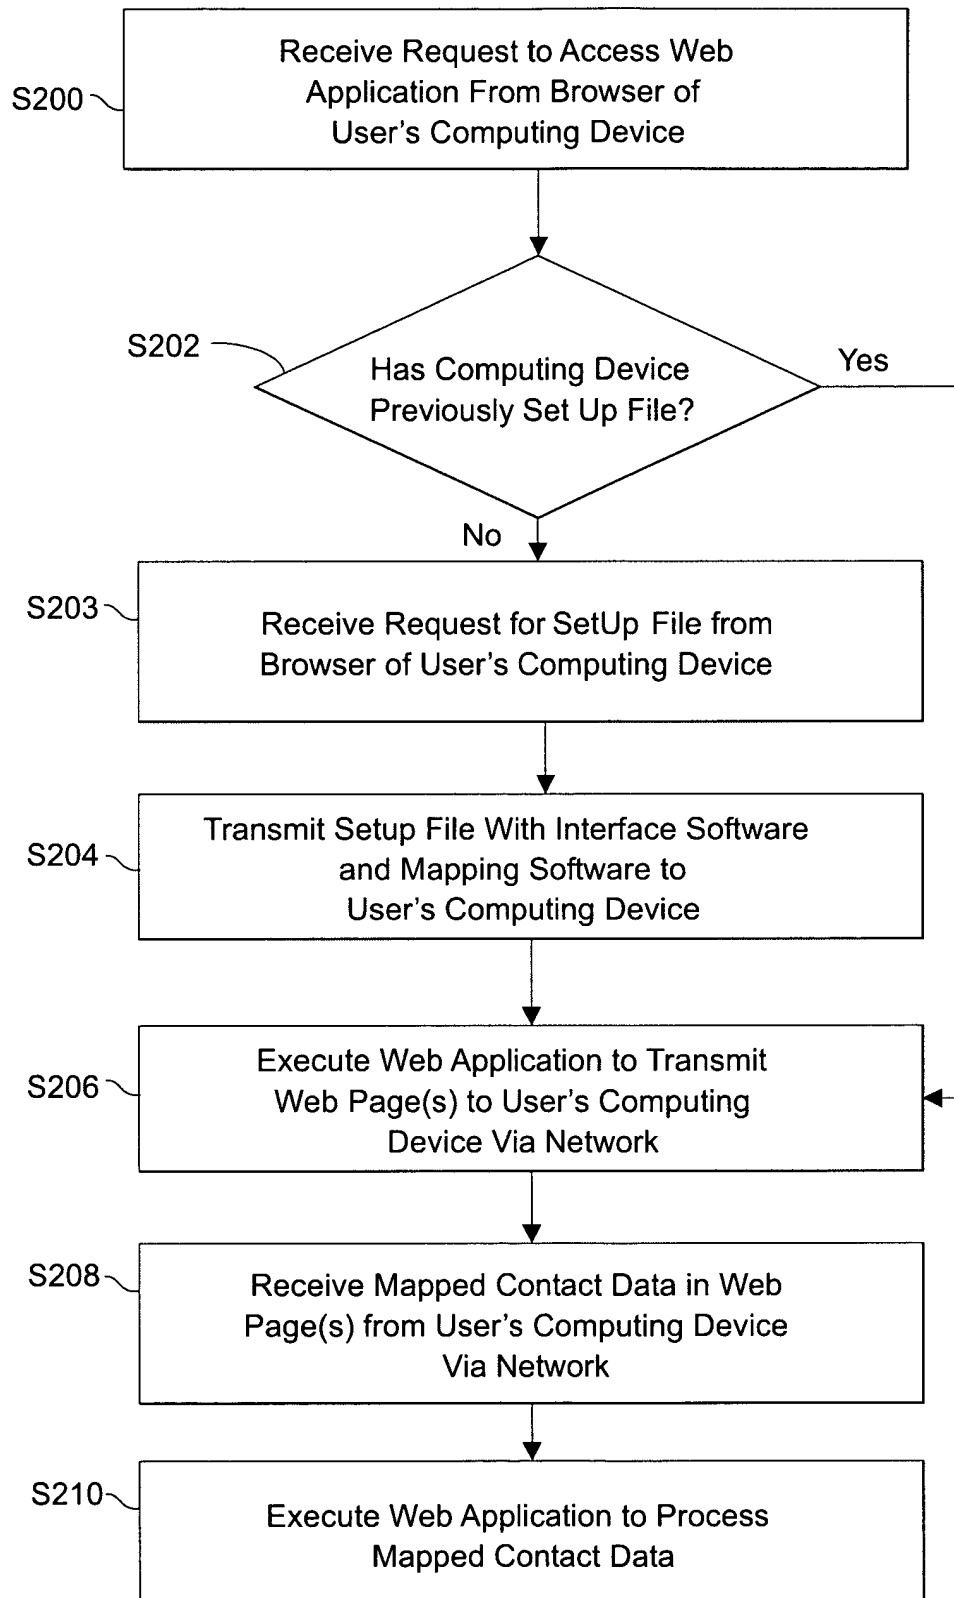 Receive Request to Access Web
Application From Browser of
User's Computing Device
S200
S202
Has Computing Device
Previously Set Up File?
Yes
No
S203
Receive Request for SetUp File from
Browser of User's Computing Device
S204
Transmit Setup File With Interface Software
and Mapping Software to
User's Computing Device
S206
Execute Web Application to Transmit
Web Page(s) to User's Computing
Device Via Network
S208
Receive Mapped Contact Data in Web
Page(s) from User's Computing Device
Via Network
S210
Execute Web Application to Process
Mapped Contact Data